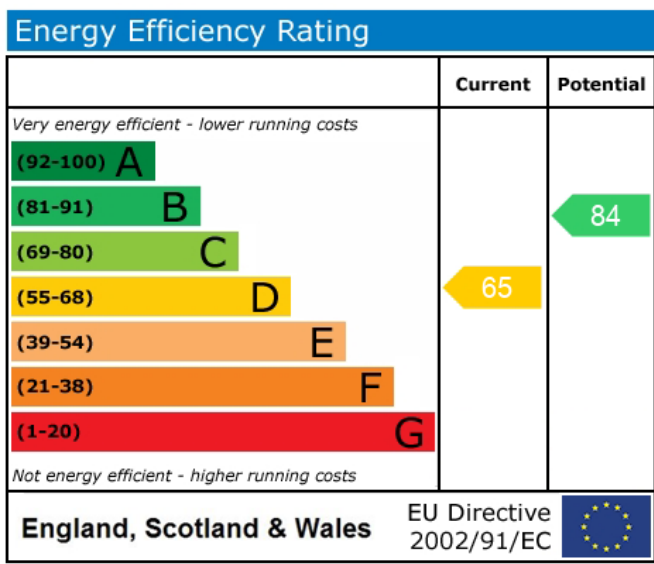 Energy Efficiency Rating
Current Potential
Very energy efficient - lower running costs
(92-100) A
(81-91) B
84
(69-80) C
(55-68) D
65
(39-54) E
(21-38) F
(1-20) G
Not energy efficient - higher running costs
England, Scotland & Wales
EU Directive
2002/91/EC